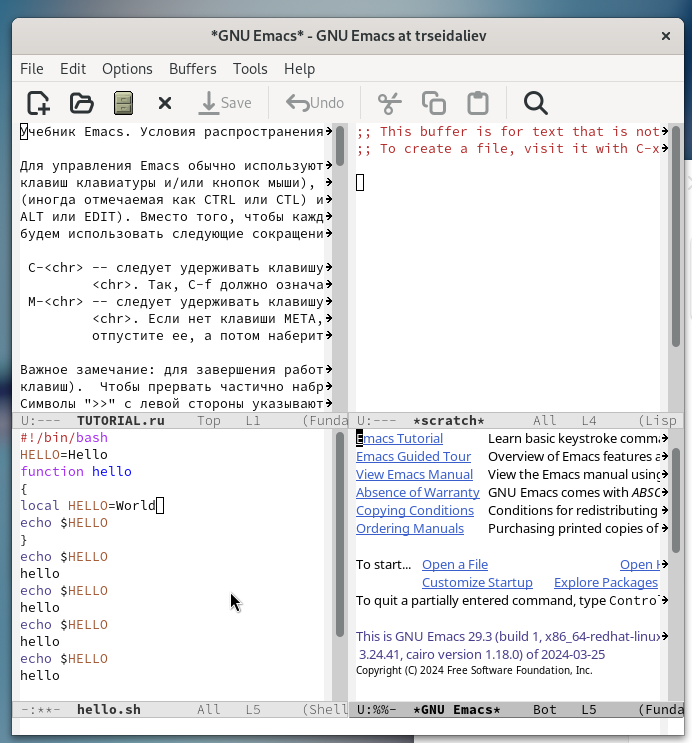 *GNU Emacs* - GNU Emacs at trseidaliev
File Edit Options Buffers Tools Help
Save Undo
Учебник Emacs. Условия распространения
Для управления Emacs обычно используют
клавиш клавиатуры и/или кнопок мыши),
(иногда отмечаемая как CTRL или CTL) и
ALT или EDIT). Вместо того, чтобы кажд
будем использовать следующие сокращени
C-<chr> -- следует удерживать клавишу
<chr>. Так, C-f должно означа
M-<chr> -- следует удерживать клавишу
<chr>. Если нет клавиши META,
отпустите ее, а потом наберит
Важное замечание: для завершения работ
клавиш).  Чтобы прервать частично набр
Символы ">>" с левой стороны указывают
U:--- TUTORIAL.ru Top L1 (Funda
;; This buffer is for text that is not
;; To create a file, visit it with C-x
U:--- *scratch* All L4 (Lisp
#!/bin/bash
HELLO=Hello
function hello
{
local HELLO=World
echo $HELLO
}
echo $HELLO
hello
echo $HELLO
hello
echo $HELLO
hello
echo $HELLO
hello
-:**- hello.sh All L5 (Shell
Emacs Tutorial Learn basic keystroke comma
Emacs Guided Tour Overview of Emacs features a
View Emacs Manual View the Emacs manual using
Absence of Warranty GNU Emacs comes with ABSO
Copying Conditions Conditions for redistributing
Ordering Manuals Purchasing printed copies of
To start... Open a File Open H
Customize Startup Explore Packages
To quit a partially entered command, type Contro
This is GNU Emacs 29.3 (build 1, x86_64-redhat-linux
3.24.41, cairo version 1.18.0) of 2024-03-25
Copyright (C) 2024 Free Software Foundation, Inc.
U:%%- *GNU Emacs* Bot L5 (Funda